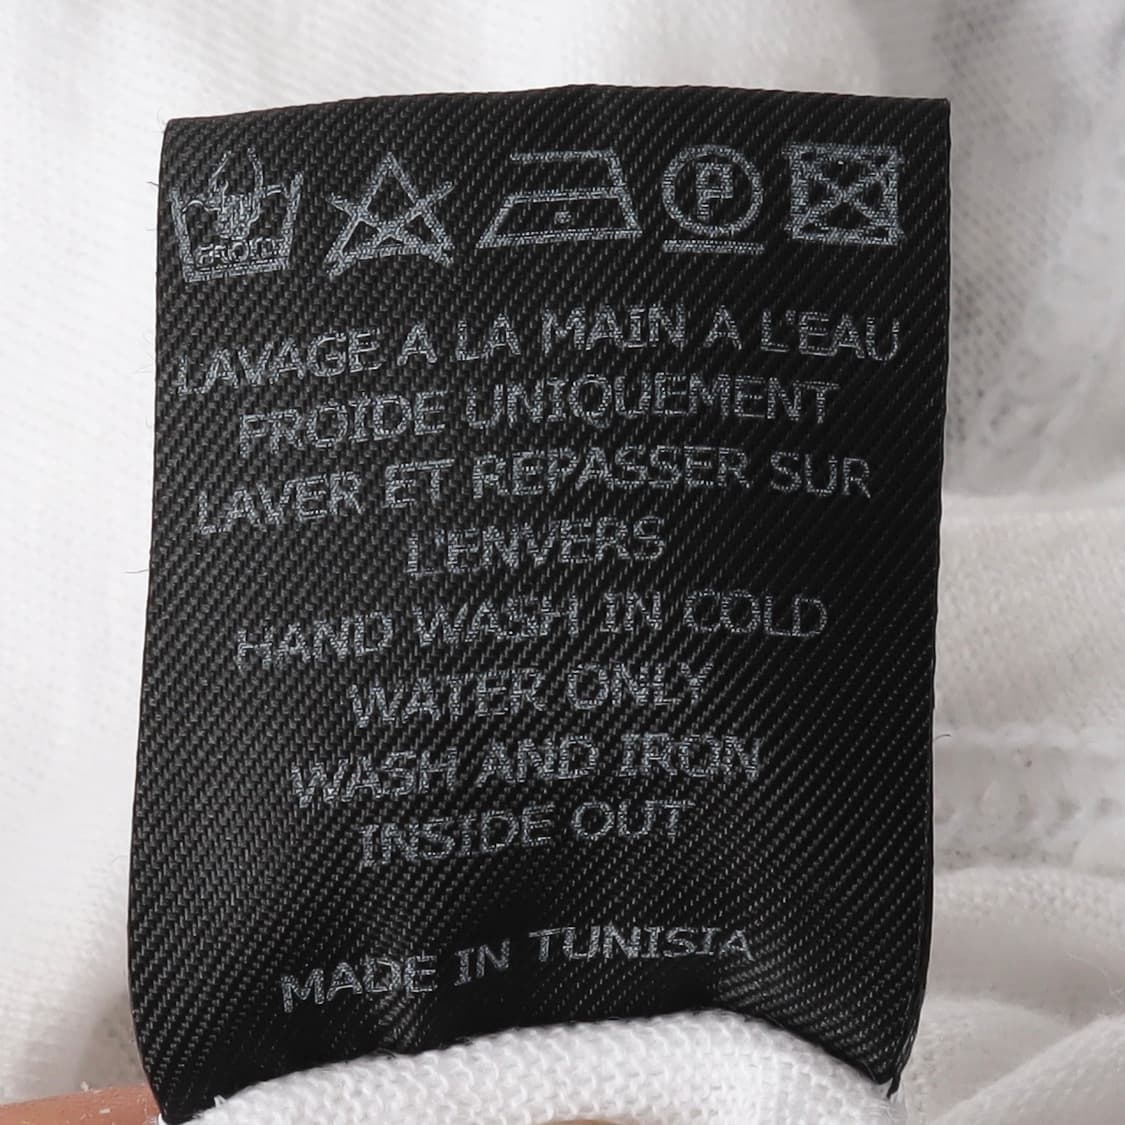 FROID
P
LAVAGE A LA MAIN A L'EAU
FROIDE UNIQUEMENT
LAVER ET REPASSER SUR
L'ENVERS
HAND WASH IN COLD
WATER ONLY
WASH AND IRON
INSIDE OUT
MADE IN TUNISIA